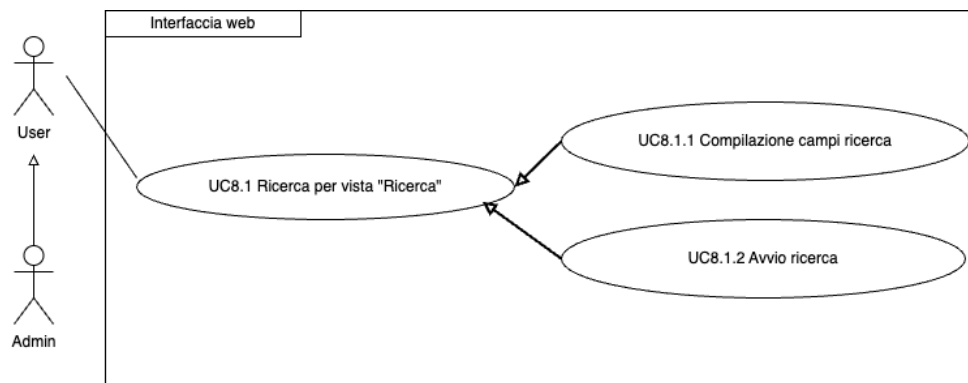 Interfaccia web
User
UC8.1.1 Compilazione campi ricerca
UC8.1 Ricerca per vista "Ricerca"
UC8.1.2 Avvio ricerca
Admin